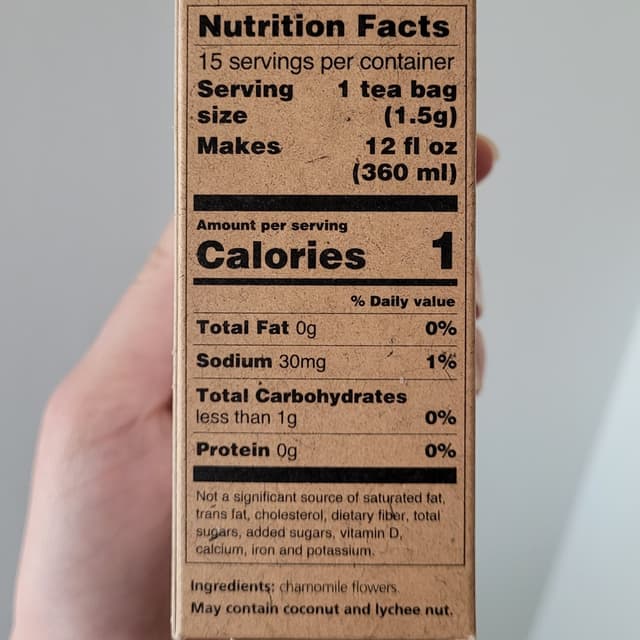 Nutrition Facts
15 servings per container
Serving 1 tea bag
size (1.5g)
Makes 12 fl oz
(360 ml)
Amount per serving
Calories 1
% Daily value
Total Fat 0g 0%
Sodium 30mg 1%
Total Carbohydrates
less than 1g 0%
Protein 0g 0%
Not a significant source of saturated fat,
trans fat, cholesterol, dietary fiber, total
sugars, added sugars, vitamin D,
calcium, iron and potassium.
Ingredients: chamomile flowers.
May contain coconut and lychee nut.